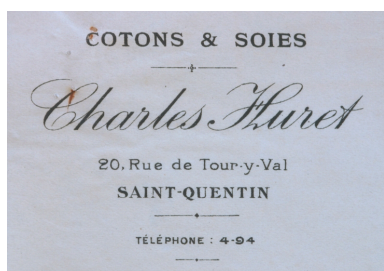 COTONS & SOIES
Charles Huret
20, Rue de Tour-y-Val
SAINT-QUENTIN
TÉLÉPHONE : 4-94